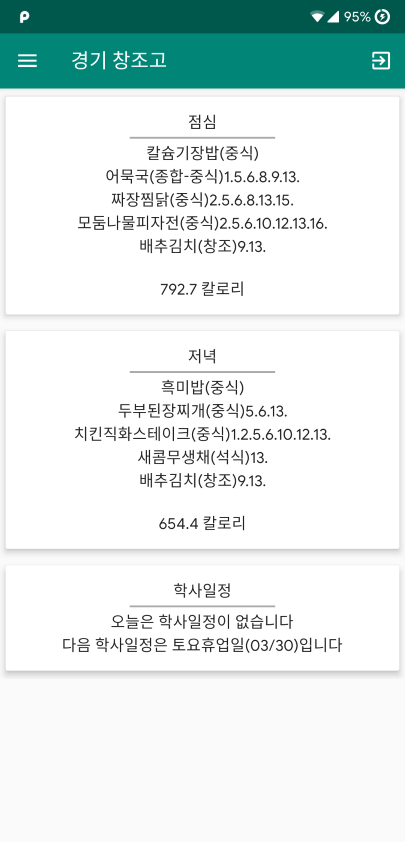 95%
경기 창조고
점심
칼슘기장밥(중식)
어묵국(종합-중식)1.5.6.8.9.13.
짜장찜닭(중식)2.5.6.8.13.15.
모둠나물피자전(중식)2.5.6.10.12.13.16.
배추김치(창조)9.13.
792.7 칼로리
저녁
흑미밥(중식)
두부된장찌개(중식)5.6.13.
치킨직화스테이크(중식)1.2.5.6.10.12.13.
새콤무생채(석식)13.
배추김치(창조)9.13.
654.4 칼로리
학사일정
오늘은 학사일정이 없습니다
다음 학사일정은 토요휴업일(03/30)입니다